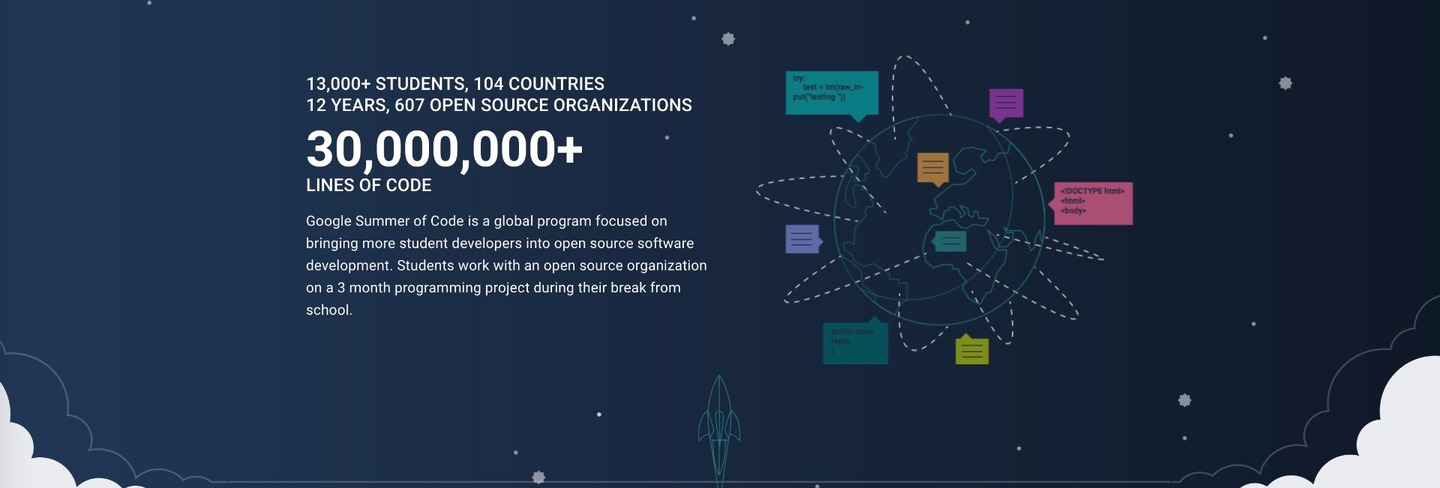 13,000+ STUDENTS, 104 COUNTRIES
12 YEARS, 607 OPEN SOURCE ORGANIZATIONS
30,000,000+
LINES OF CODE
Google Summer of Code is a global program focused on
bringing more student developers into open source software
development. Students work with an open source organization
on a 3 month programming project during their break from
school.
try:
test = int(raw_in-
put("testing "))
<!DOCTYPE html>
<html>
<body>
public class
Hello
{